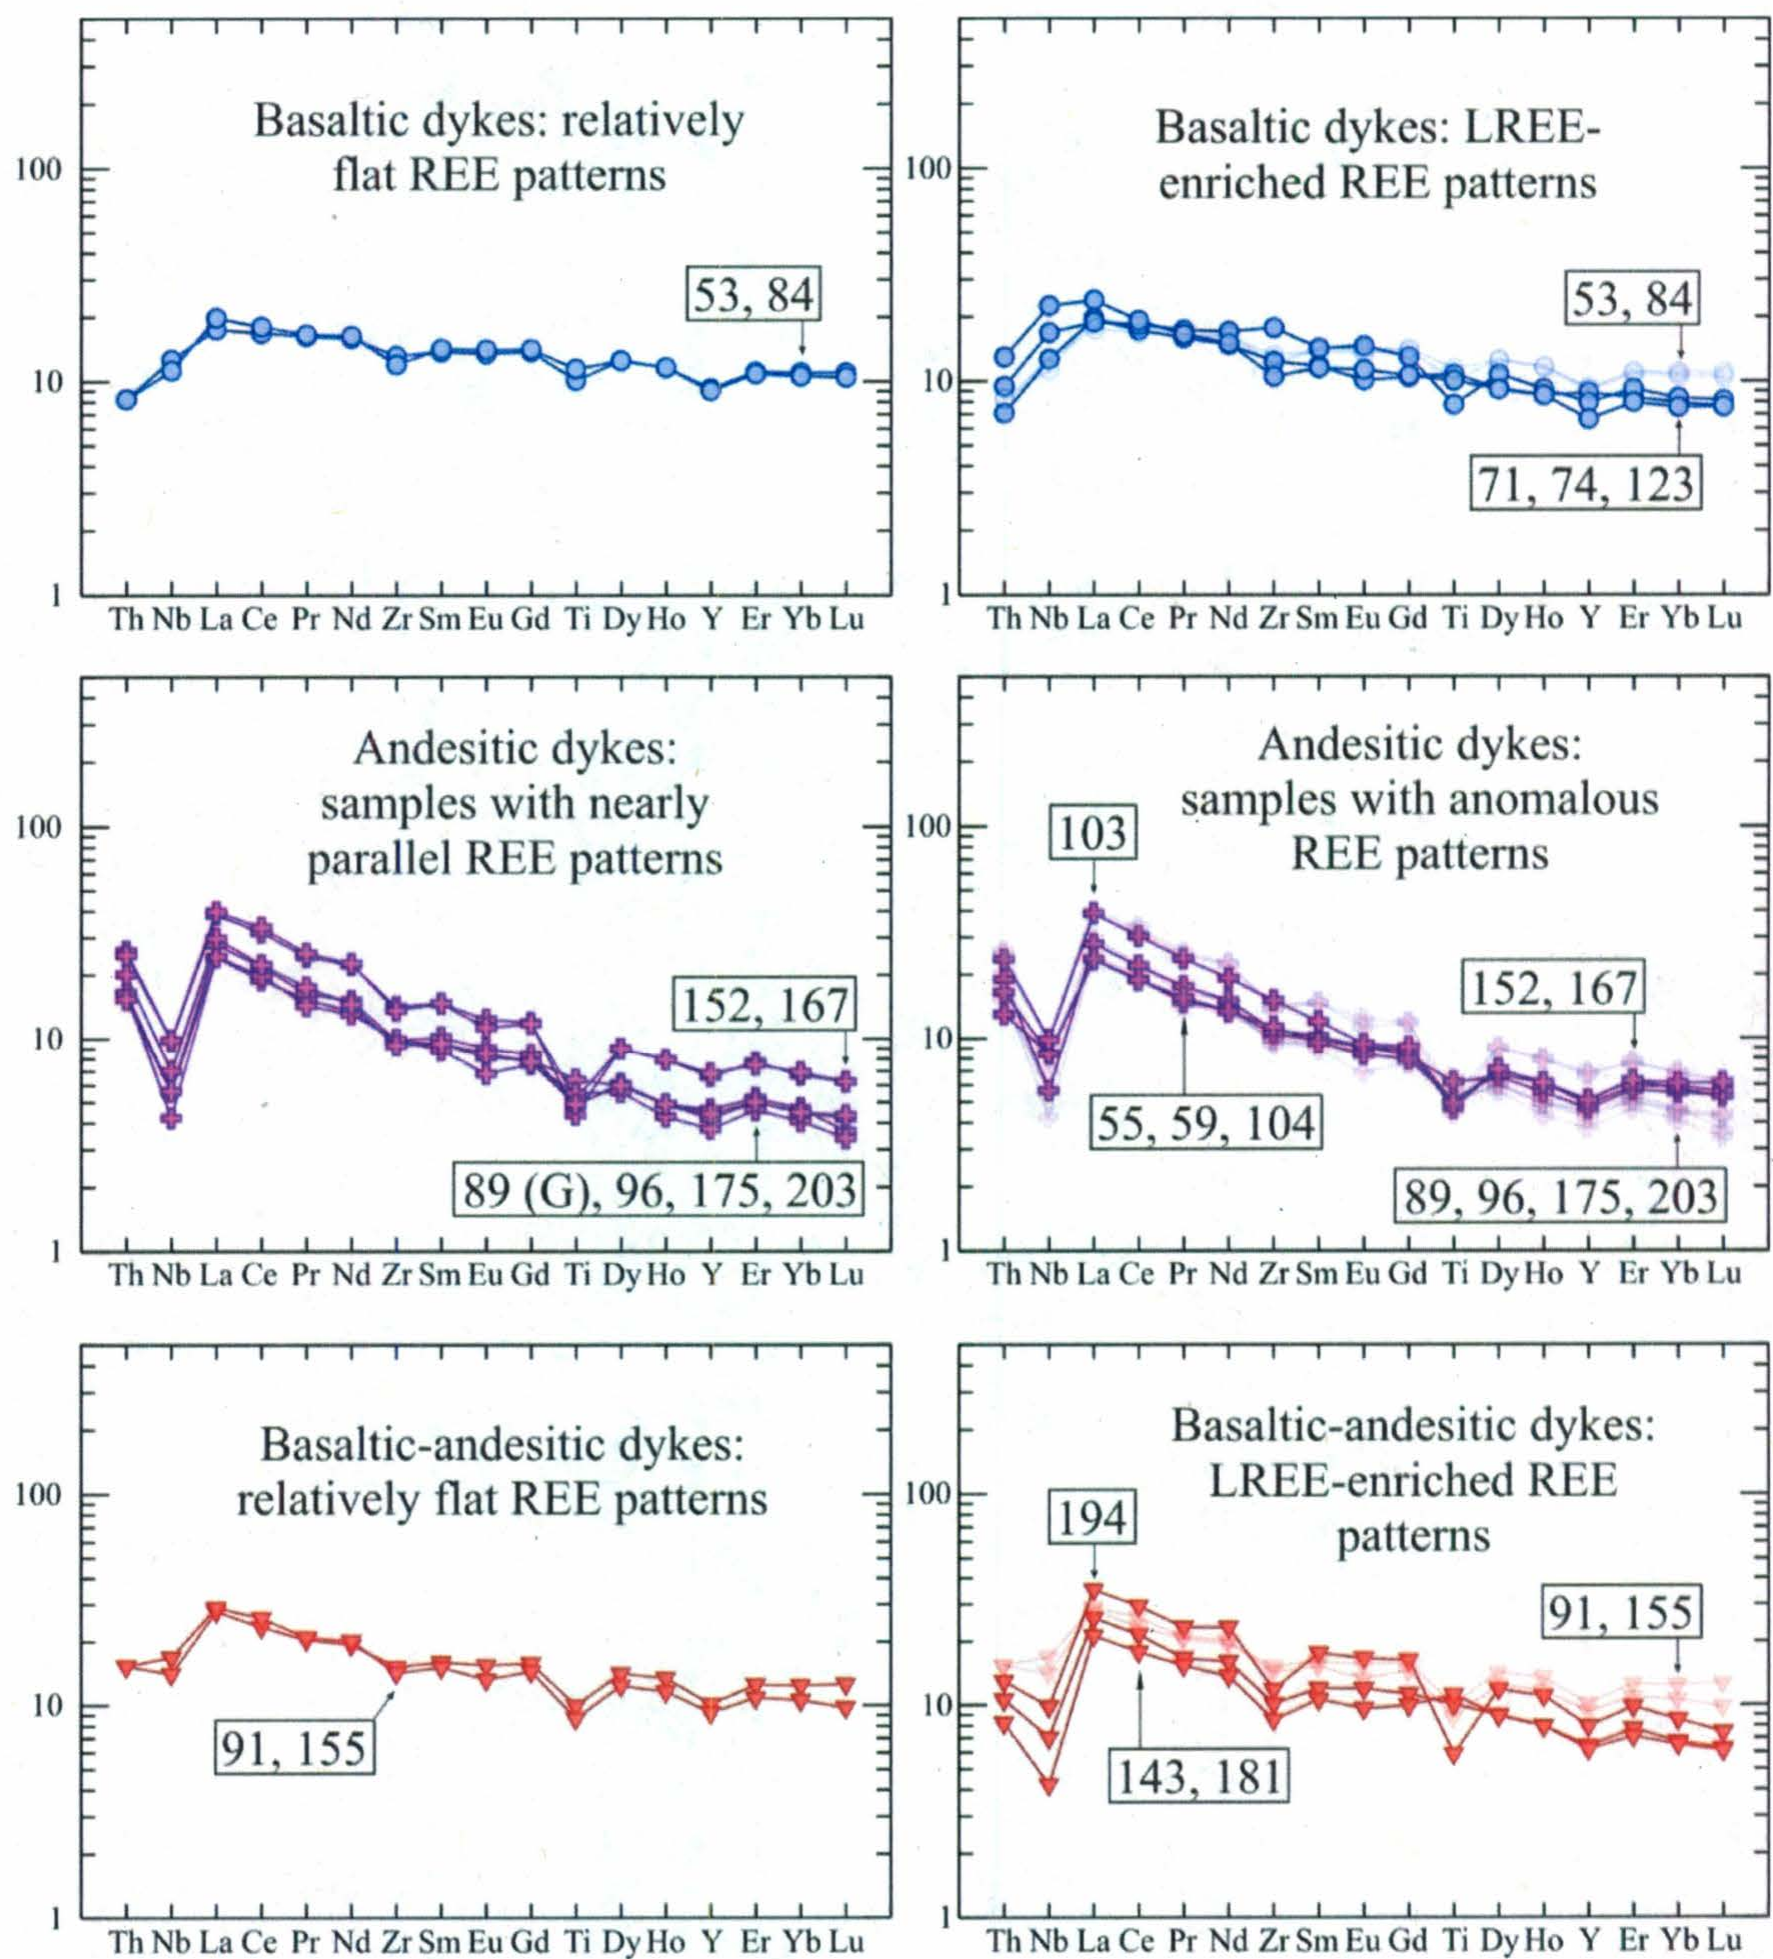 Basaltic dykes: relatively
flat REE patterns
100
53, 84
10
1
Th Nb La Ce Pr Nd Zr Sm Eu Gd Ti Dy Ho Y Er Yb Lu
Basaltic dykes: LREE-
enriched REE patterns
100
53, 84
10
71, 74, 123
1
Th Nb La Ce Pr Nd Zr Sm Eu Gd Ti Dy Ho Y Er Yb Lu
Andesitic dykes:
samples with nearly
parallel REE patterns
100
152, 167
10
89 (G), 96, 175, 203
1
Th Nb La Ce Pr Nd Zr Sm Eu Gd Ti Dy Ho Y Er Yb Lu
Andesitic dykes:
samples with anomalous
REE patterns
100
103
152, 167
10
55, 59, 104
89, 96, 175, 203
1
Th Nb La Ce Pr Nd Zr Sm Eu Gd Ti Dy Ho Y Er Yb Lu
Basaltic-andesitic dykes:
relatively flat REE patterns
100
10
91, 155
1
Th Nb La Ce Pr Nd Zr Sm Eu Gd Ti Dy Ho Y Er Yb Lu
Basaltic-andesitic dykes:
LREE-enriched REE
patterns
100
194
91, 155
10
143, 181
1
Th Nb La Ce Pr Nd Zr Sm Eu Gd Ti Dy Ho Y Er Yb Lu